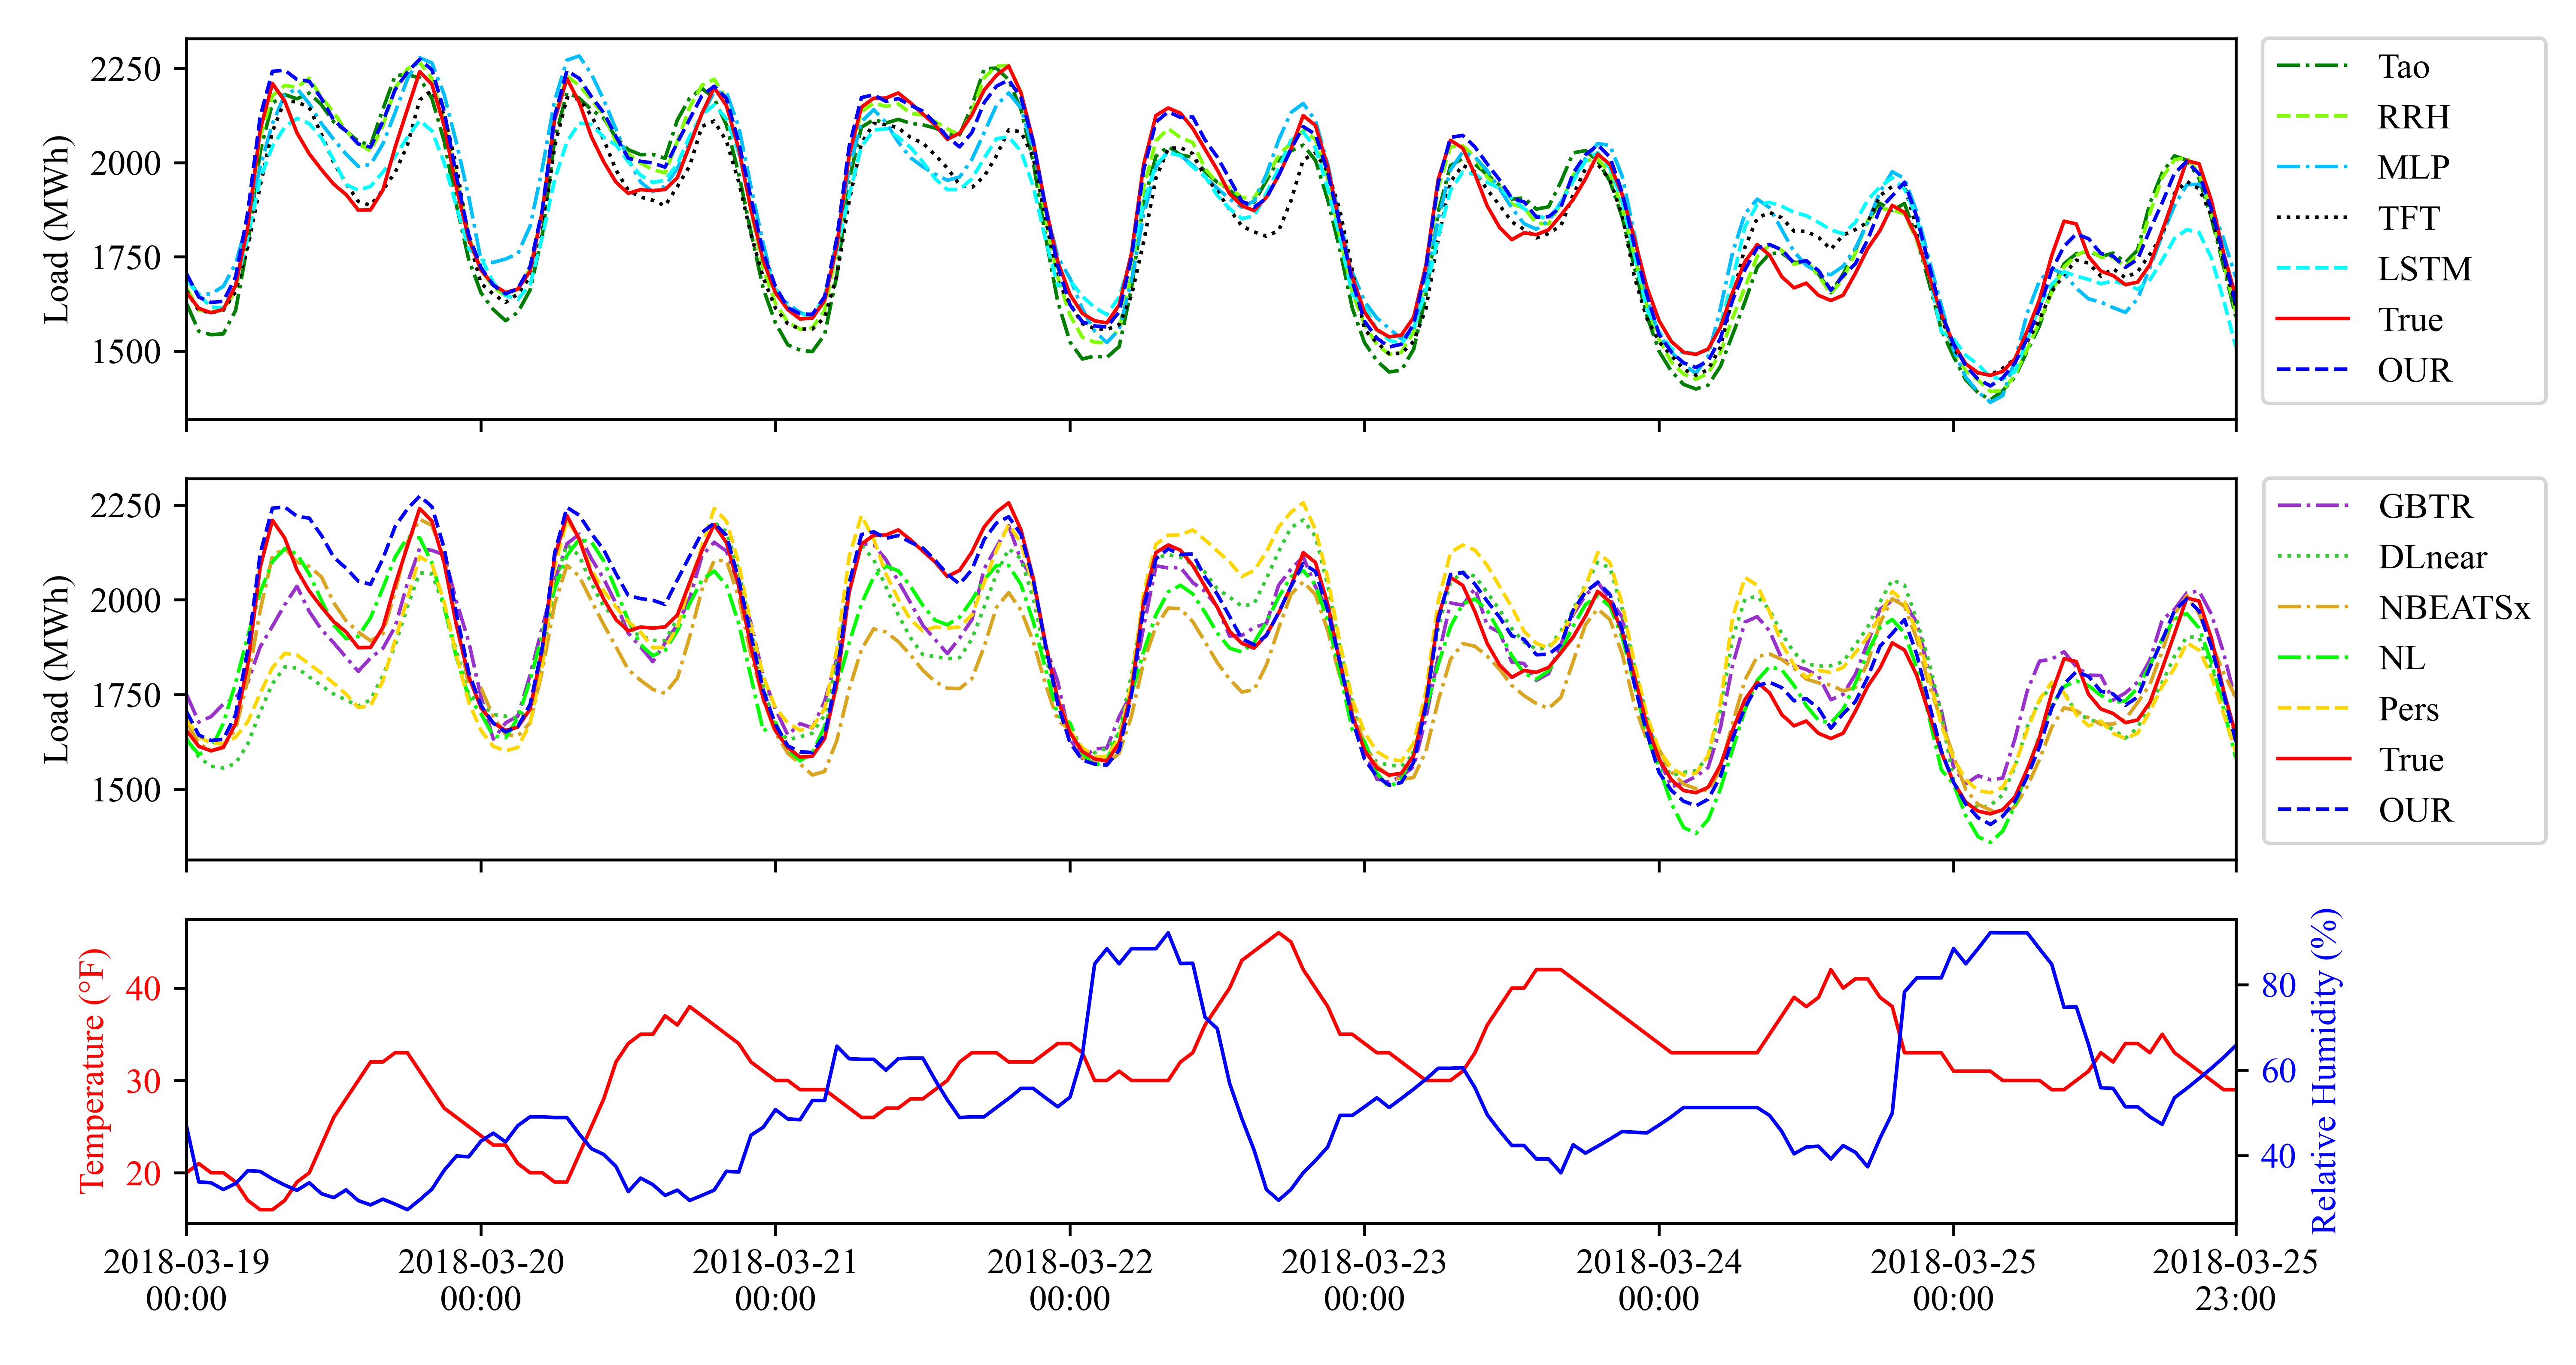 Load (MWh)
2250
2000
1750
1500
Tao
RRH
MLP
TFT
LSTM
True
OUR
Load (MWh)
2250
2000
1750
1500
GBTR
DLnear
NBEATSx
NL
Pers
True
OUR
Temperature (°F)
40
30
20
80
60
40
Relative Humidity (%)
2018-03-19 2018-03-20 2018-03-21 2018-03-22 2018-03-23 2018-03-24 2018-03-25 2018-03-25
00:00 00:00 00:00 00:00 00:00 00:00 00:00 23:00